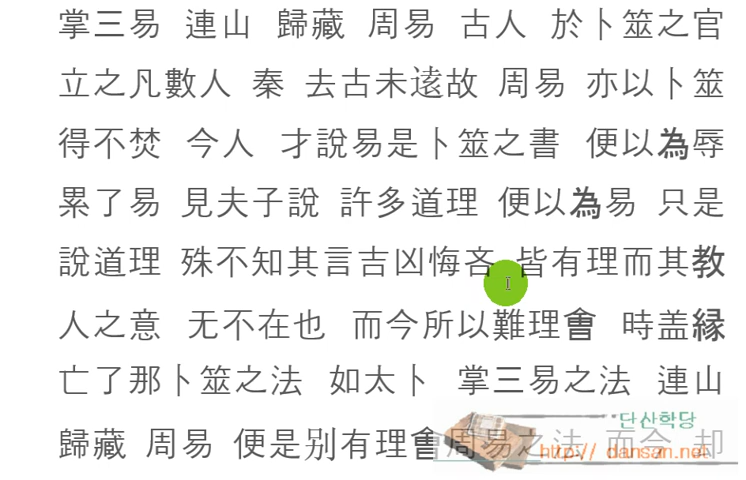 掌三易 連山 歸藏 周易 古人 於卜筮之官
立之凡數人 秦 去古未逺故 周易 亦以卜筮
得不焚 今人 才說易是卜筮之書 便以為辱
累了易 見夫子說 許多道理 便以為易 只是
說道理 殊不知其言吉凶悔吝 皆有理而其教
人之意 无不在也 而今所以難理會 時盖縁
亡了那卜筮之法 如太卜 掌三易之法 連山
歸藏 周易 便是别有理會周易之法 而今 却
단산학당
http:// dansan.net